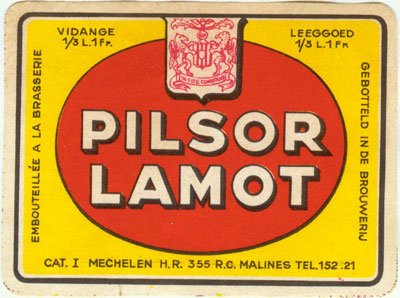 VIDANGE
1/3 L. 1 Fr.
LEEGGOED
1/3 L. 1 Fr.
EMBOUTEILLÉE A LA BRASSERIE
PILSOR
LAMOT
GEBOTTELD IN DE BROUWERIJ
CAT. I MECHELEN H.R. 355 R.C. MALINES TEL. 152.21